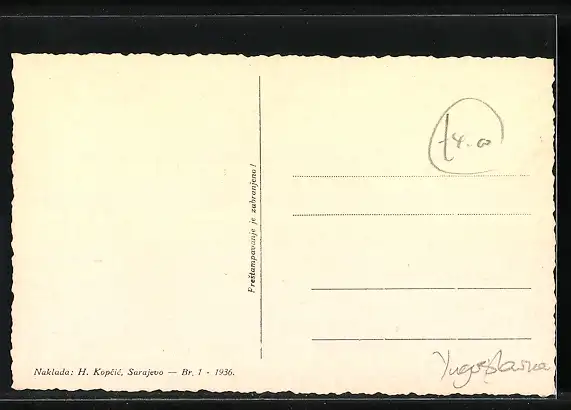 £4.00
Preštampavanje je zabranjeno!
Naklada: H. Kopčić, Sarajevo — Br. 1 - 1936.
Yugoslavia